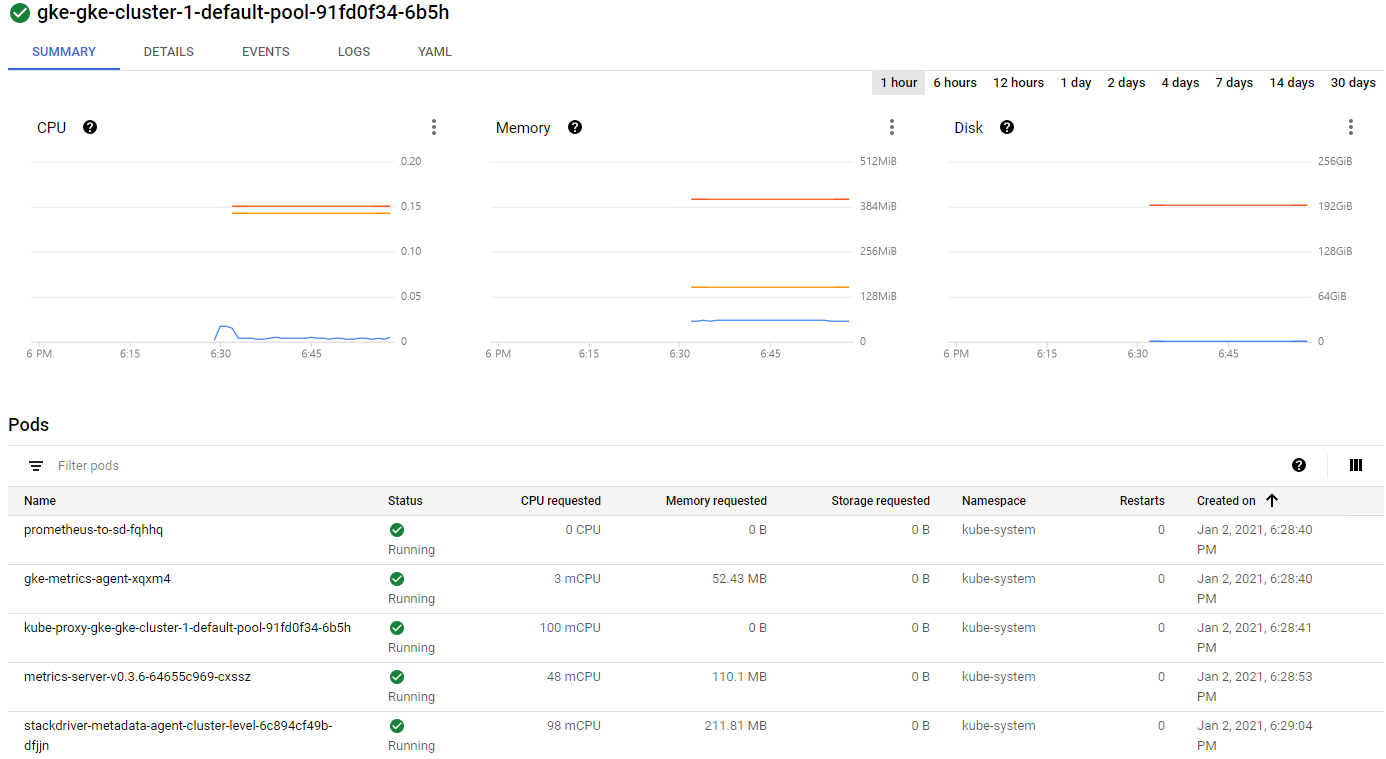 gke-gke-cluster-1-default-pool-91fd0f34-6b5h
SUMMARY DETAILS EVENTS LOGS YAML
1 hour 6 hours 12 hours 1 day 2 days 4 days 7 days 14 days 30 days
CPU
0.20
0.15
0.10
0.05
0
6 PM 6:15 6:30 6:45
Memory
512MiB
384MiB
256MiB
128MiB
0
6 PM 6:15 6:30 6:45
Disk
256GiB
192GiB
128GiB
64GiB
0
6 PM 6:15 6:30 6:45
Pods
Filter pods
Name Status CPU requested Memory requested Storage requested Namespace Restarts Created on
prometheus-to-sd-fqhhq 0 CPU 0 B 0 B kube-system 0 Jan 2, 2021, 6:28:40
Running PM
gke-metrics-agent-xqxm4 3 mCPU 52.43 MB 0 B kube-system 0 Jan 2, 2021, 6:28:40
Running PM
kube-proxy-gke-gke-cluster-1-default-pool-91fd0f34-6b5h 100 mCPU 0 B 0 B kube-system 0 Jan 2, 2021, 6:28:41
Running PM
metrics-server-v0.3.6-64655c969-cxssz 48 mCPU 110.1 MB 0 B kube-system 0 Jan 2, 2021, 6:28:53
Running PM
stackdriver-metadata-agent-cluster-level-6c894cf49b- 98 mCPU 211.81 MB 0 B kube-system 0 Jan 2, 2021, 6:29:04
dfjjn Running PM